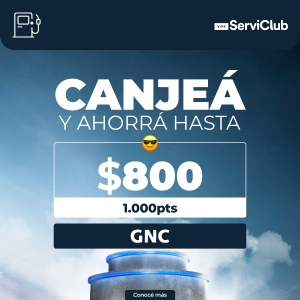 YPF ServiClub
CANJEÁ
Y AHORRÁ HASTA
$800
1.000pts
GNC
Conocé más